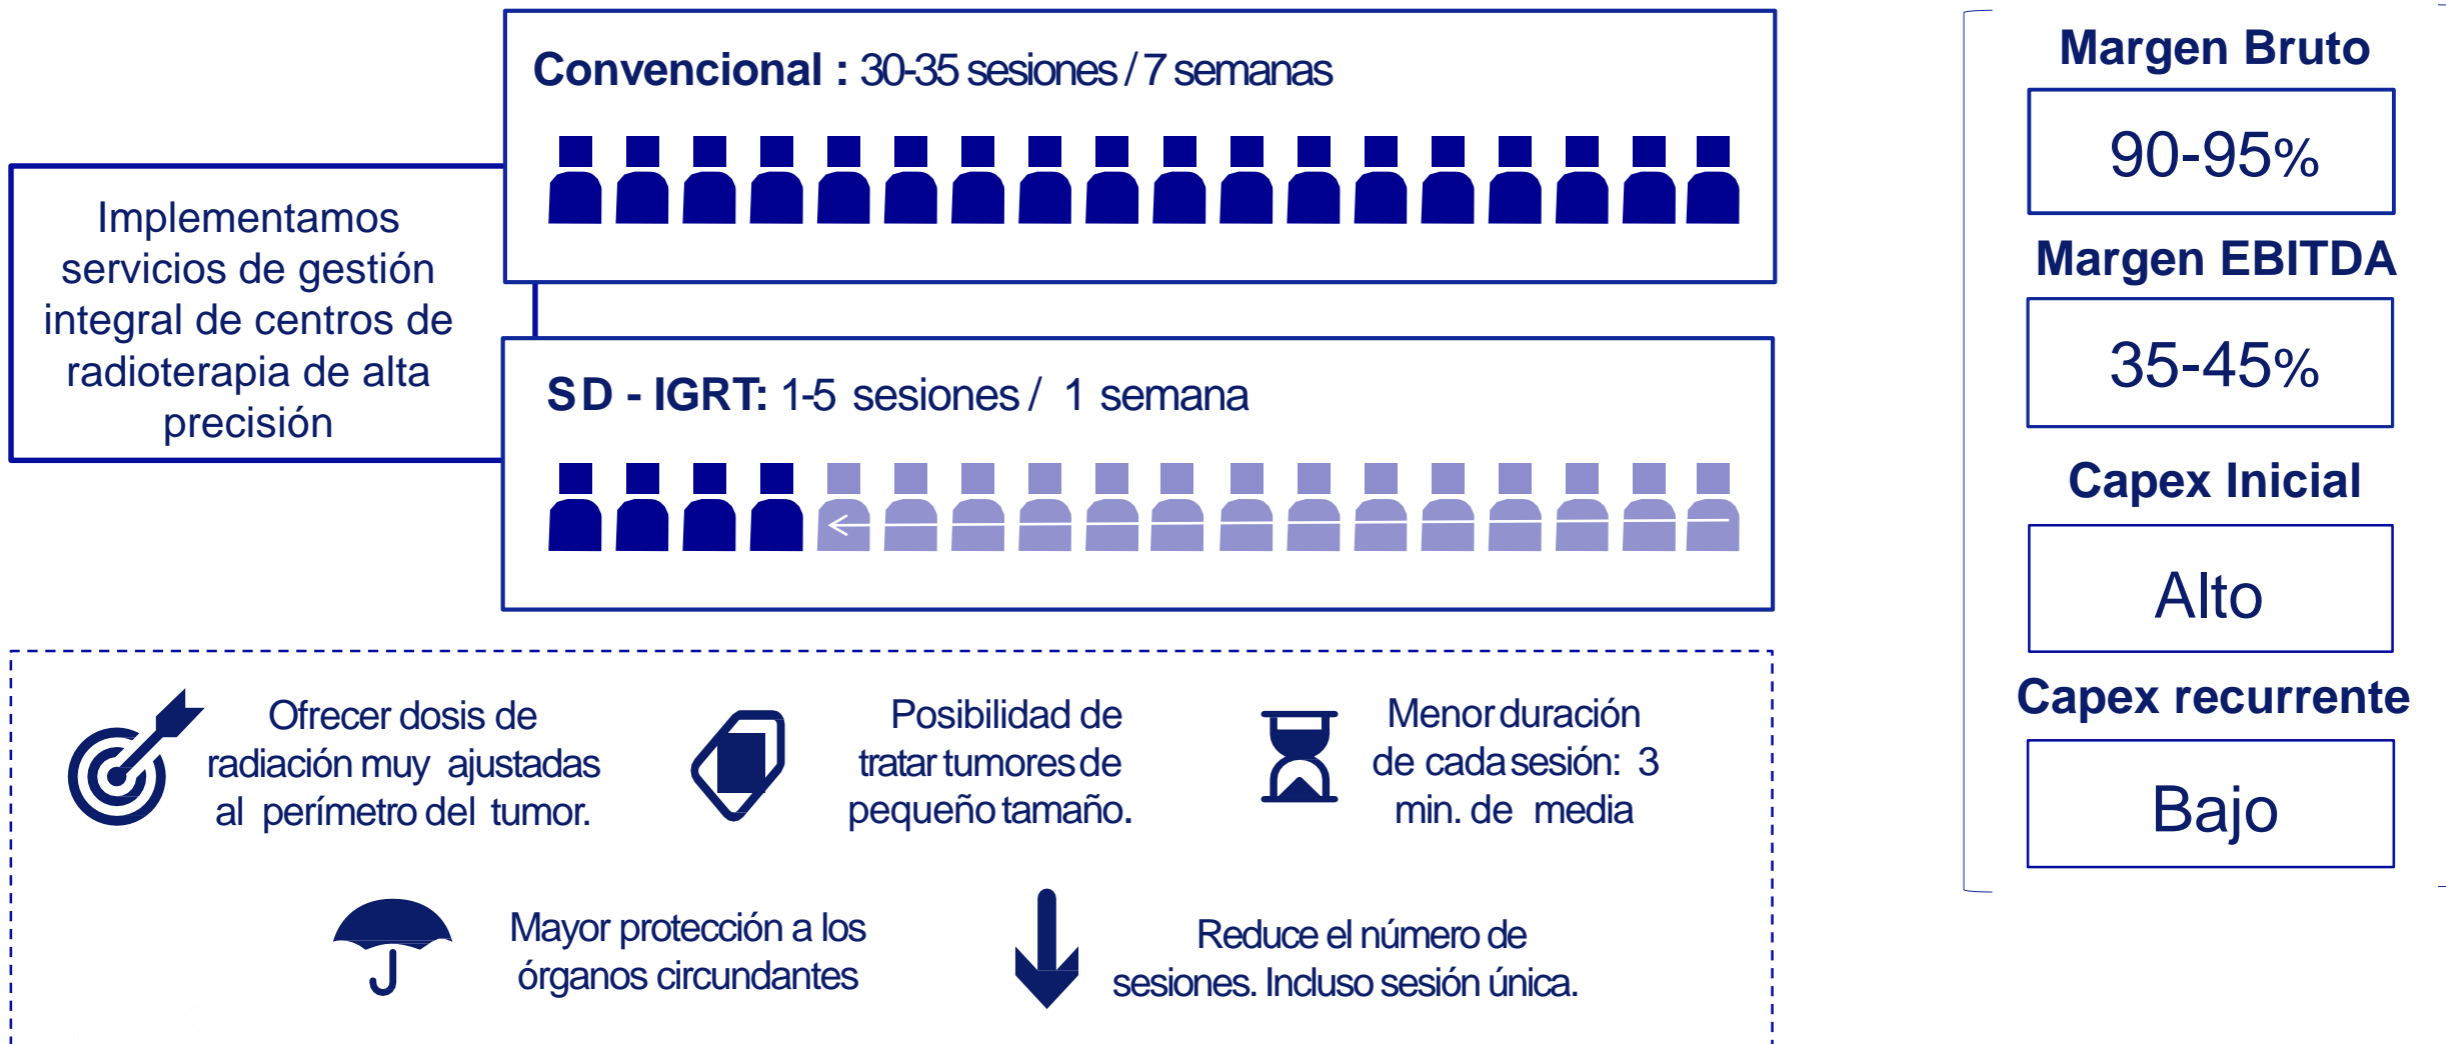 Convencional : 30-35 sesiones / 7 semanas
Implementamos
servicios de gestión
integral de centros de
radioterapia de alta
precisión
SD - IGRT: 1-5 sesiones / 1 semana
Ofrecer dosis de
radiación muy ajustadas
al perímetro del tumor.
Posibilidad de
tratar tumores de
pequeño tamaño.
Menor duración
de cada sesión: 3
min. de media
Mayor protección a los
órganos circundantes
Reduce el número de
sesiones. Incluso sesión única.
Margen Bruto
90-95%
Margen EBITDA
35-45%
Capex Inicial
Alto
Capex recurrente
Bajo